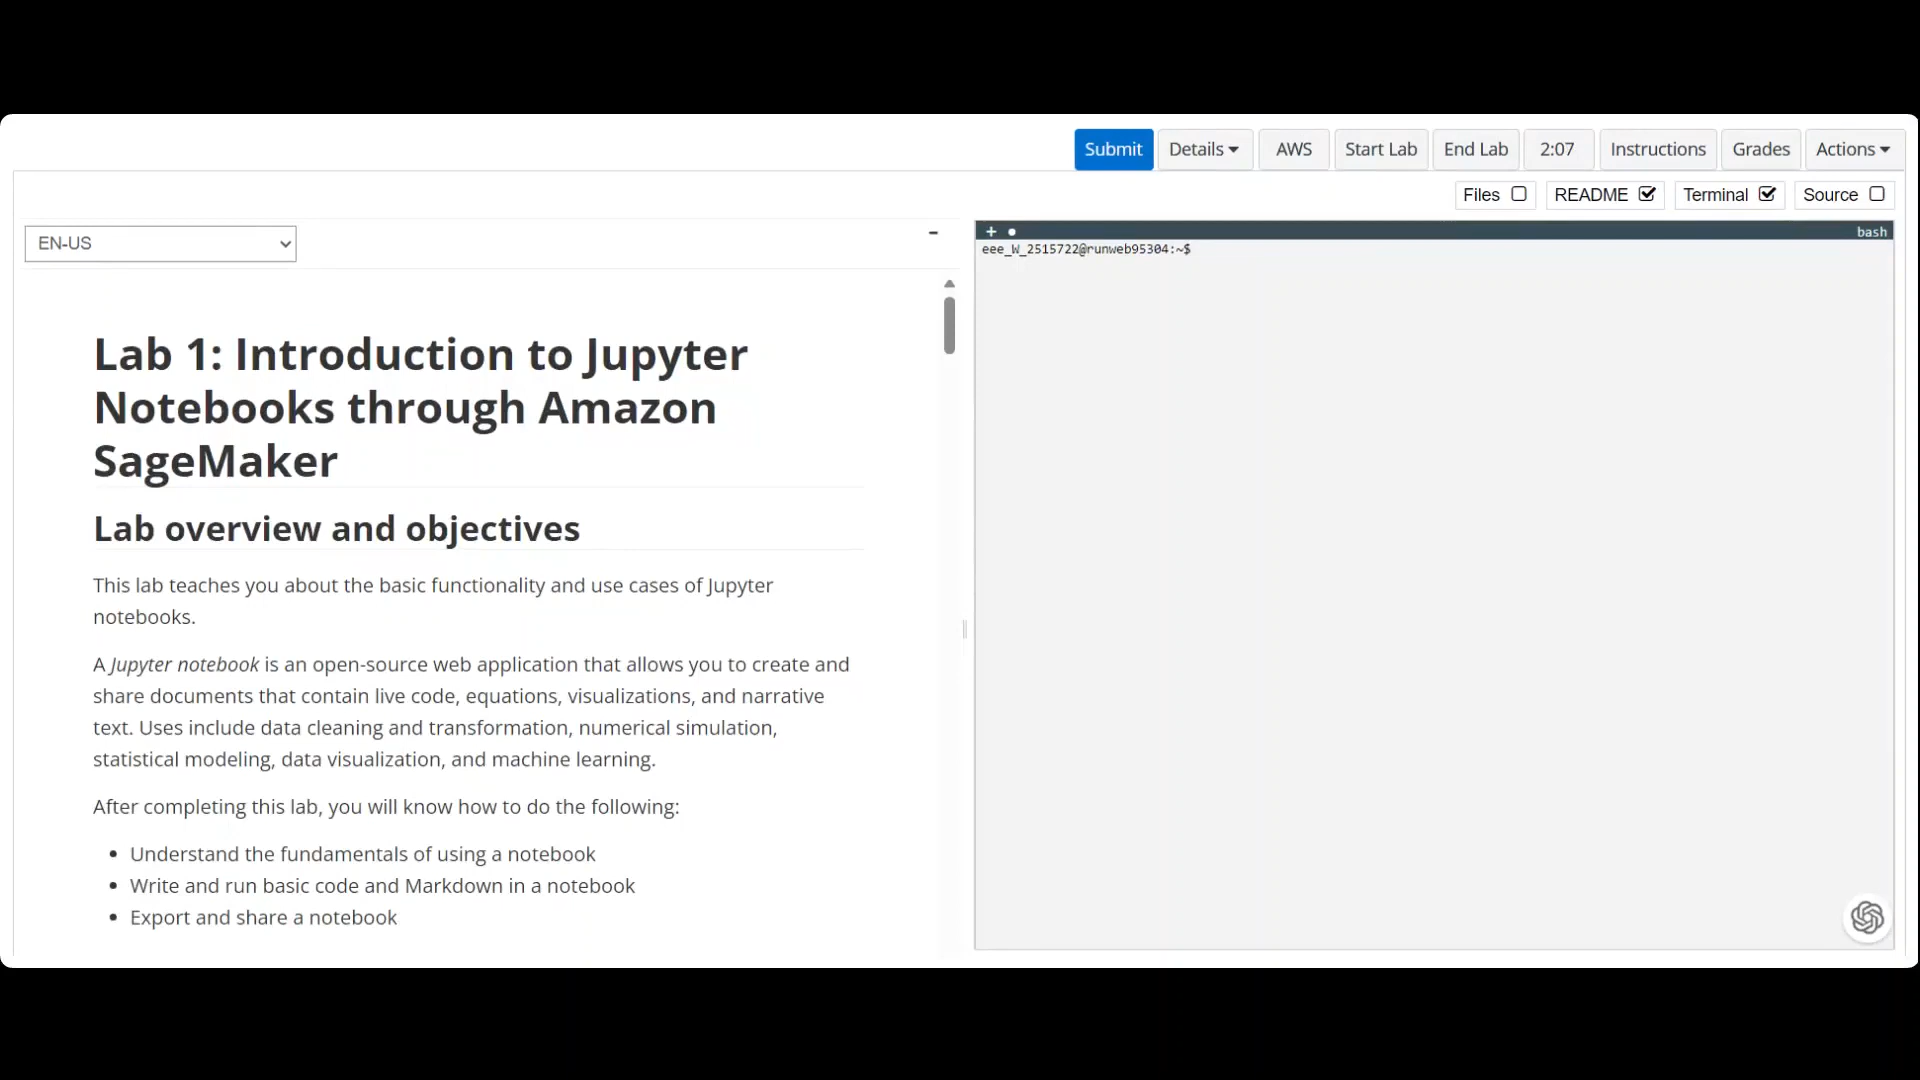 Submit Details AWS Start Lab End Lab 2:07 Instructions Grades Actions
Files README Terminal Source
EN-US
+ bash
eee_W_2515722@runweb95304:~$
Lab 1: Introduction to Jupyter
Notebooks through Amazon
SageMaker
Lab overview and objectives
This lab teaches you about the basic functionality and use cases of Jupyter
notebooks.
A Jupyter notebook is an open-source web application that allows you to create and
share documents that contain live code, equations, visualizations, and narrative
text. Uses include data cleaning and transformation, numerical simulation,
statistical modeling, data visualization, and machine learning.
After completing this lab, you will know how to do the following:
• Understand the fundamentals of using a notebook
• Write and run basic code and Markdown in a notebook
• Export and share a notebook